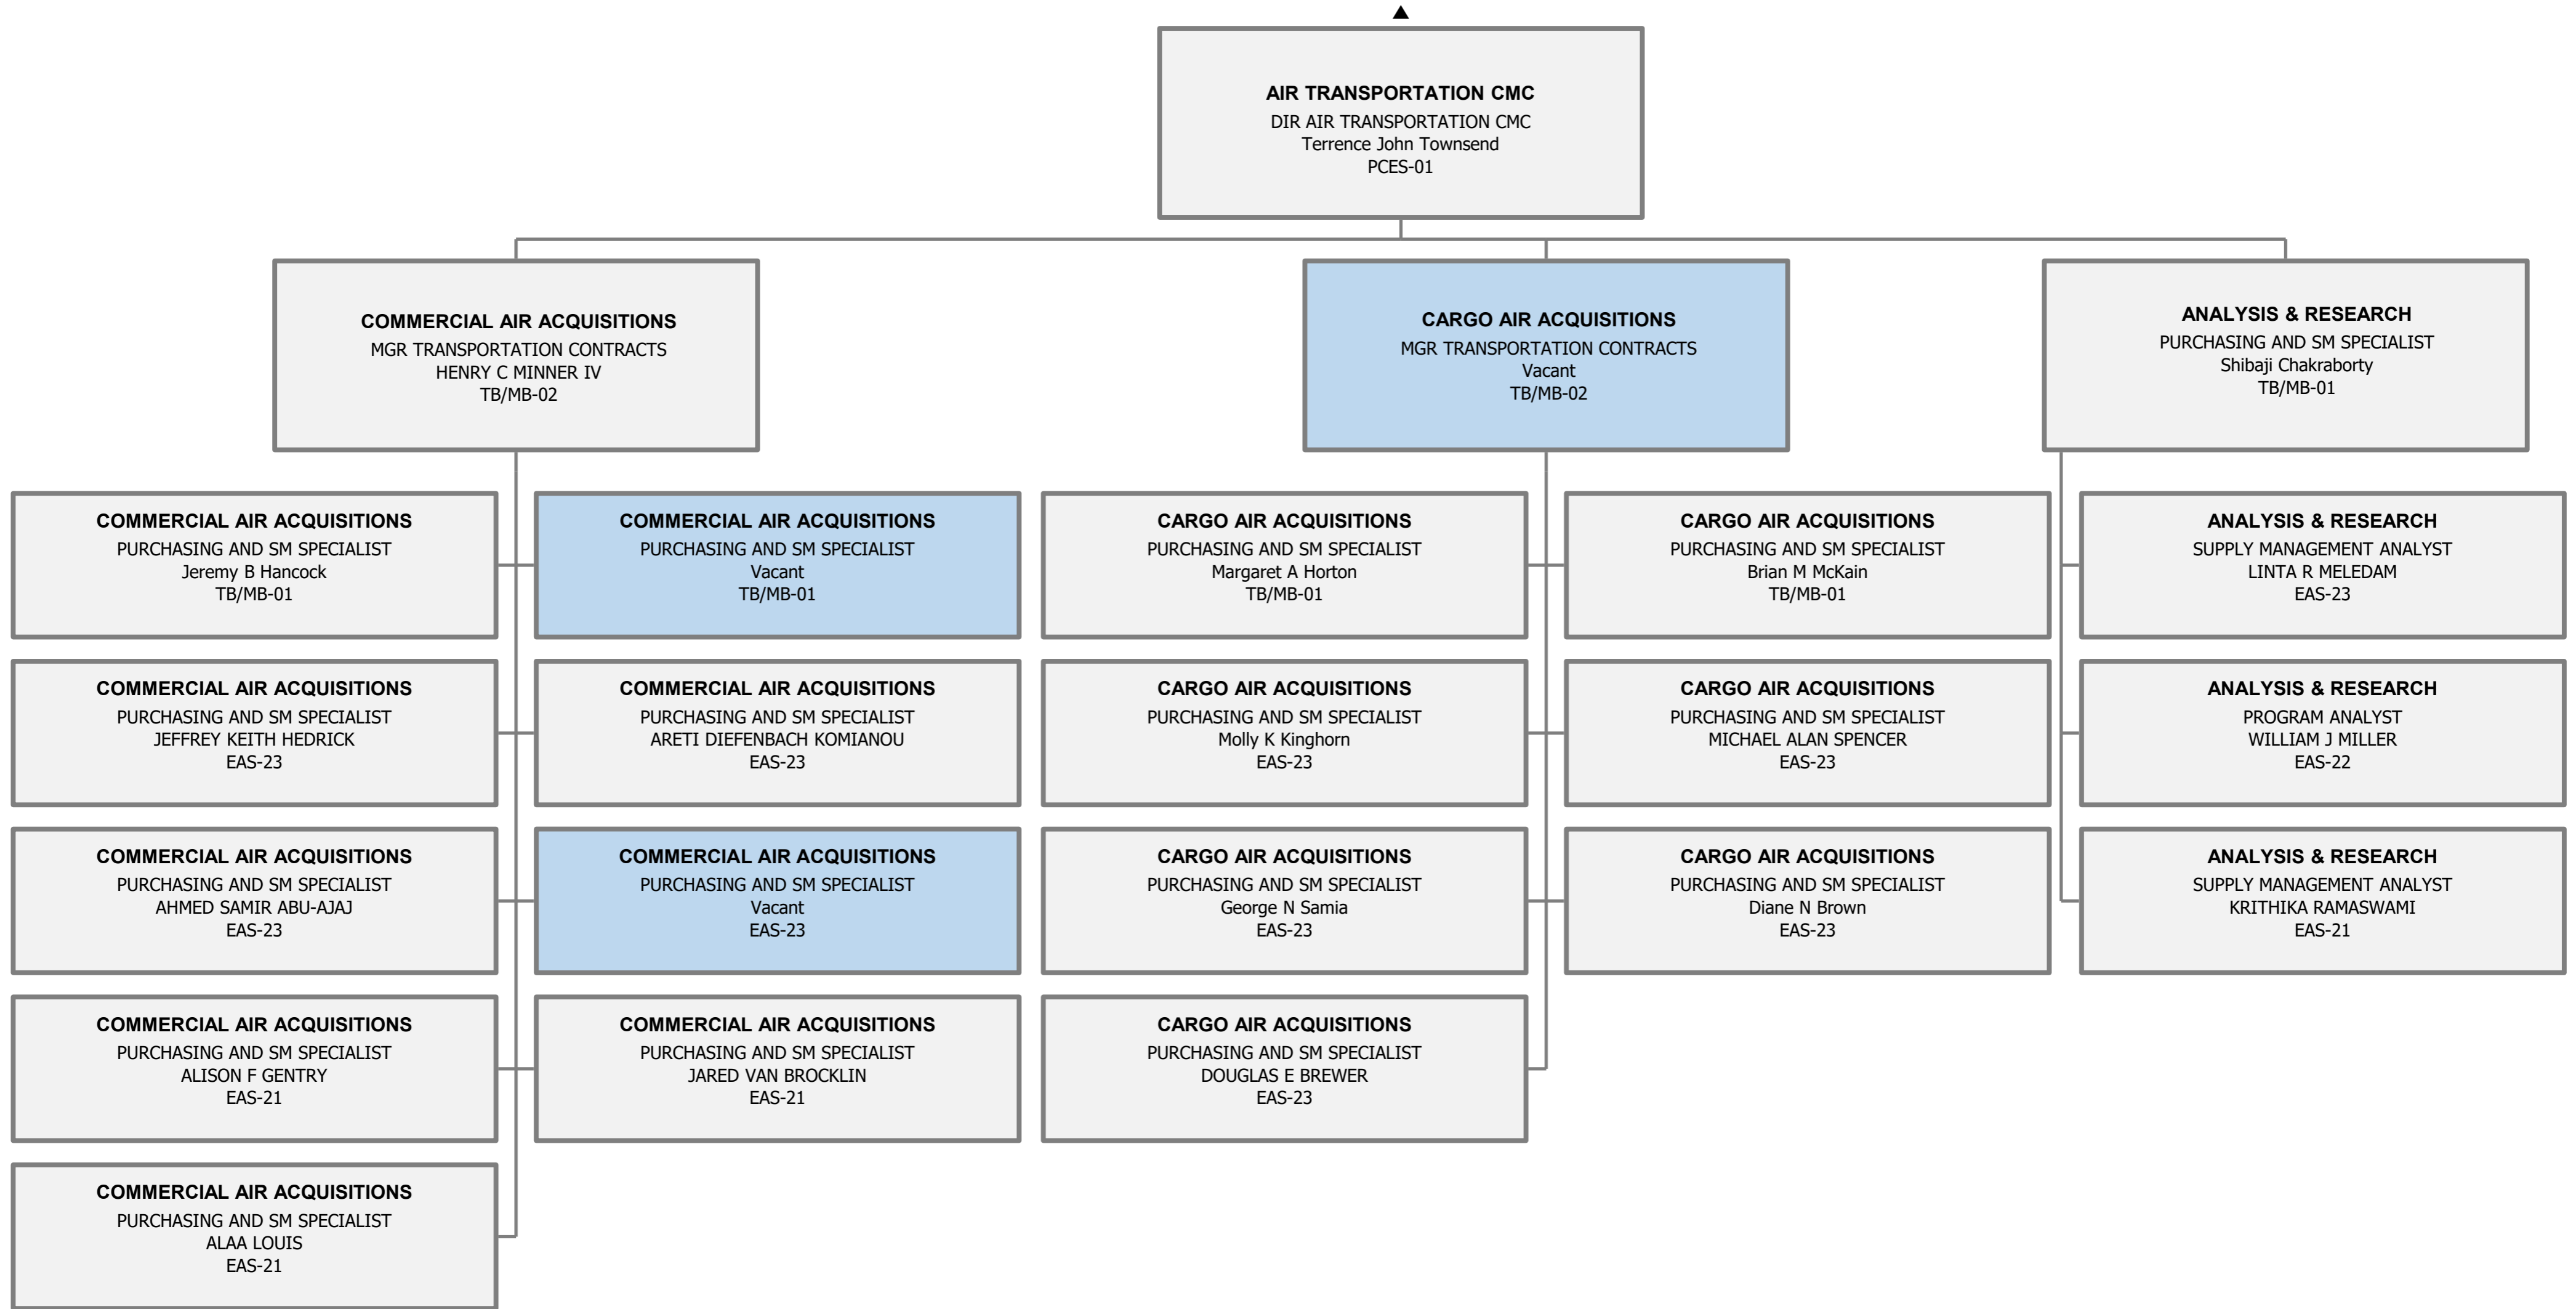 AIR TRANSPORTATION CMC
DIR AIR TRANSPORTATION CMC
Terrence John Townsend
PCES-01
COMMERCIAL AIR ACQUISITIONS
MGR TRANSPORTATION CONTRACTS
HENRY C MINNER IV
TB/MB-02
CARGO AIR ACQUISITIONS
MGR TRANSPORTATION CONTRACTS
Vacant
TB/MB-02
ANALYSIS & RESEARCH
PURCHASING AND SM SPECIALIST
Shibaji Chakraborty
TB/MB-01
COMMERCIAL AIR ACQUISITIONS
PURCHASING AND SM SPECIALIST
Jeremy B Hancock
TB/MB-01
COMMERCIAL AIR ACQUISITIONS
PURCHASING AND SM SPECIALIST
Vacant
TB/MB-01
CARGO AIR ACQUISITIONS
PURCHASING AND SM SPECIALIST
Margaret A Horton
TB/MB-01
CARGO AIR ACQUISITIONS
PURCHASING AND SM SPECIALIST
Brian M McKain
TB/MB-01
ANALYSIS & RESEARCH
SUPPLY MANAGEMENT ANALYST
LINTA R MELEDAM
EAS-23
COMMERCIAL AIR ACQUISITIONS
PURCHASING AND SM SPECIALIST
JEFFREY KEITH HEDRICK
EAS-23
COMMERCIAL AIR ACQUISITIONS
PURCHASING AND SM SPECIALIST
ARETI DIEFENBACH KOMIANOU
EAS-23
CARGO AIR ACQUISITIONS
PURCHASING AND SM SPECIALIST
Molly K Kinghorn
EAS-23
CARGO AIR ACQUISITIONS
PURCHASING AND SM SPECIALIST
MICHAEL ALAN SPENCER
EAS-23
ANALYSIS & RESEARCH
PROGRAM ANALYST
WILLIAM J MILLER
EAS-22
COMMERCIAL AIR ACQUISITIONS
PURCHASING AND SM SPECIALIST
AHMED SAMIR ABU-AJAJ
EAS-23
COMMERCIAL AIR ACQUISITIONS
PURCHASING AND SM SPECIALIST
Vacant
EAS-23
CARGO AIR ACQUISITIONS
PURCHASING AND SM SPECIALIST
George N Samia
EAS-23
CARGO AIR ACQUISITIONS
PURCHASING AND SM SPECIALIST
Diane N Brown
EAS-23
ANALYSIS & RESEARCH
SUPPLY MANAGEMENT ANALYST
KRITHIKA RAMASWAMI
EAS-21
COMMERCIAL AIR ACQUISITIONS
PURCHASING AND SM SPECIALIST
ALISON F GENTRY
EAS-21
COMMERCIAL AIR ACQUISITIONS
PURCHASING AND SM SPECIALIST
JARED VAN BROCKLIN
EAS-21
CARGO AIR ACQUISITIONS
PURCHASING AND SM SPECIALIST
DOUGLAS E BREWER
EAS-23
COMMERCIAL AIR ACQUISITIONS
PURCHASING AND SM SPECIALIST
ALAA LOUIS
EAS-21